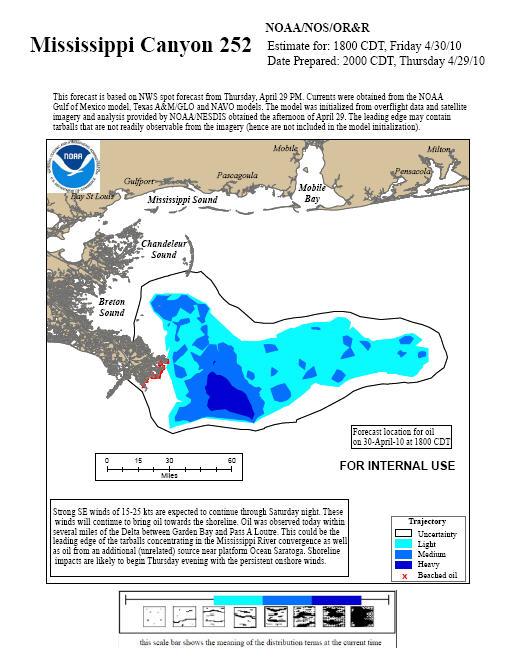 NOAA/NOS/OR&R
Mississippi Canyon 252
Estimate for: 1800 CDT, Friday 4/30/10
Date Prepared: 2000 CDT, Thursday 4/29/10
This forecast is based on NWS spot forecast from Thursday, April 29 PM. Currents were obtained from the NOAA
Gulf of Mexico model, Texas A&M/GLO and NAVO models. The model was initialized from overflight data and satellite
imagery and analysis provided by NOAA/NESDIS obtained the afternoon of April 29. The leading edge may contain
tarballs that are not readily observable from the imagery (hence are not included in the model initialization).
NOAA
Mobile
Milton
Gulfport
Pascagoula
Pensacola
Bay St Louis
Mississippi Sound
Mobile
Bay
Chandeleur
Sound
Breton
Sound
Forecast location for oil
on 30-April-10 at 1800 CDT
0 15 30 60
Miles
FOR INTERNAL USE
Strong SE winds of 15-25 kts are expected to continue through Saturday night. These
winds will continue to bring oil towards the shoreline. Oil was observed today within
several miles of the Delta between Garden Bay and Pass A Loutre. This could be the
leading edge of the tarballs concentrating in the Mississippi River convergence as well
as oil from an additional (unrelated) source near platform Ocean Saratoga. Shoreline
impacts are likely to begin Thursday evening with the persistent onshore winds.
Trajectory
Uncertainty
Light
Medium
Heavy
x Beached oil
this scale bar shows the meaning of the distribution terms at the current time